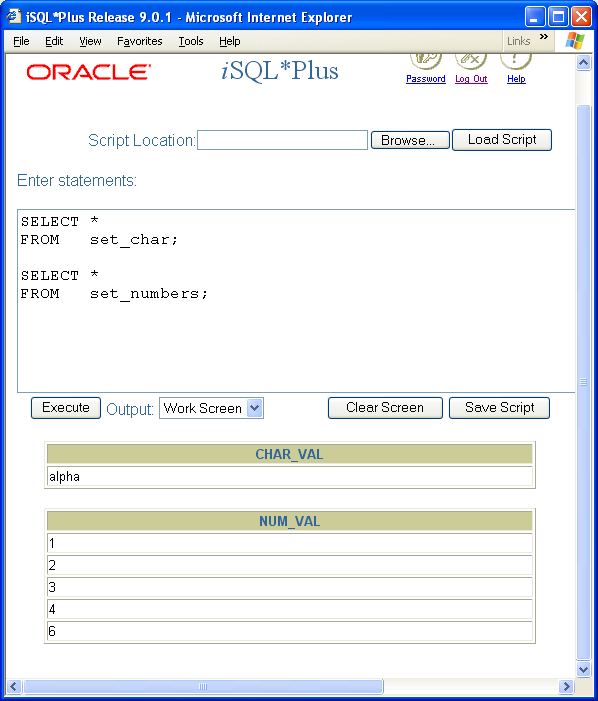 iSQL*Plus Release 9.0.1 - Microsoft Internet Explorer
File Edit View Favorites Tools Help Links »
ORACLE® iSQL*Plus
Password Log Out Help
Script Location: Browse... Load Script
Enter statements:
SELECT *
FROM set_char;
SELECT *
FROM set_numbers;
Execute Output: Work Screen Clear Screen Save Script
CHAR_VAL
alpha
NUM_VAL
1
2
3
4
6